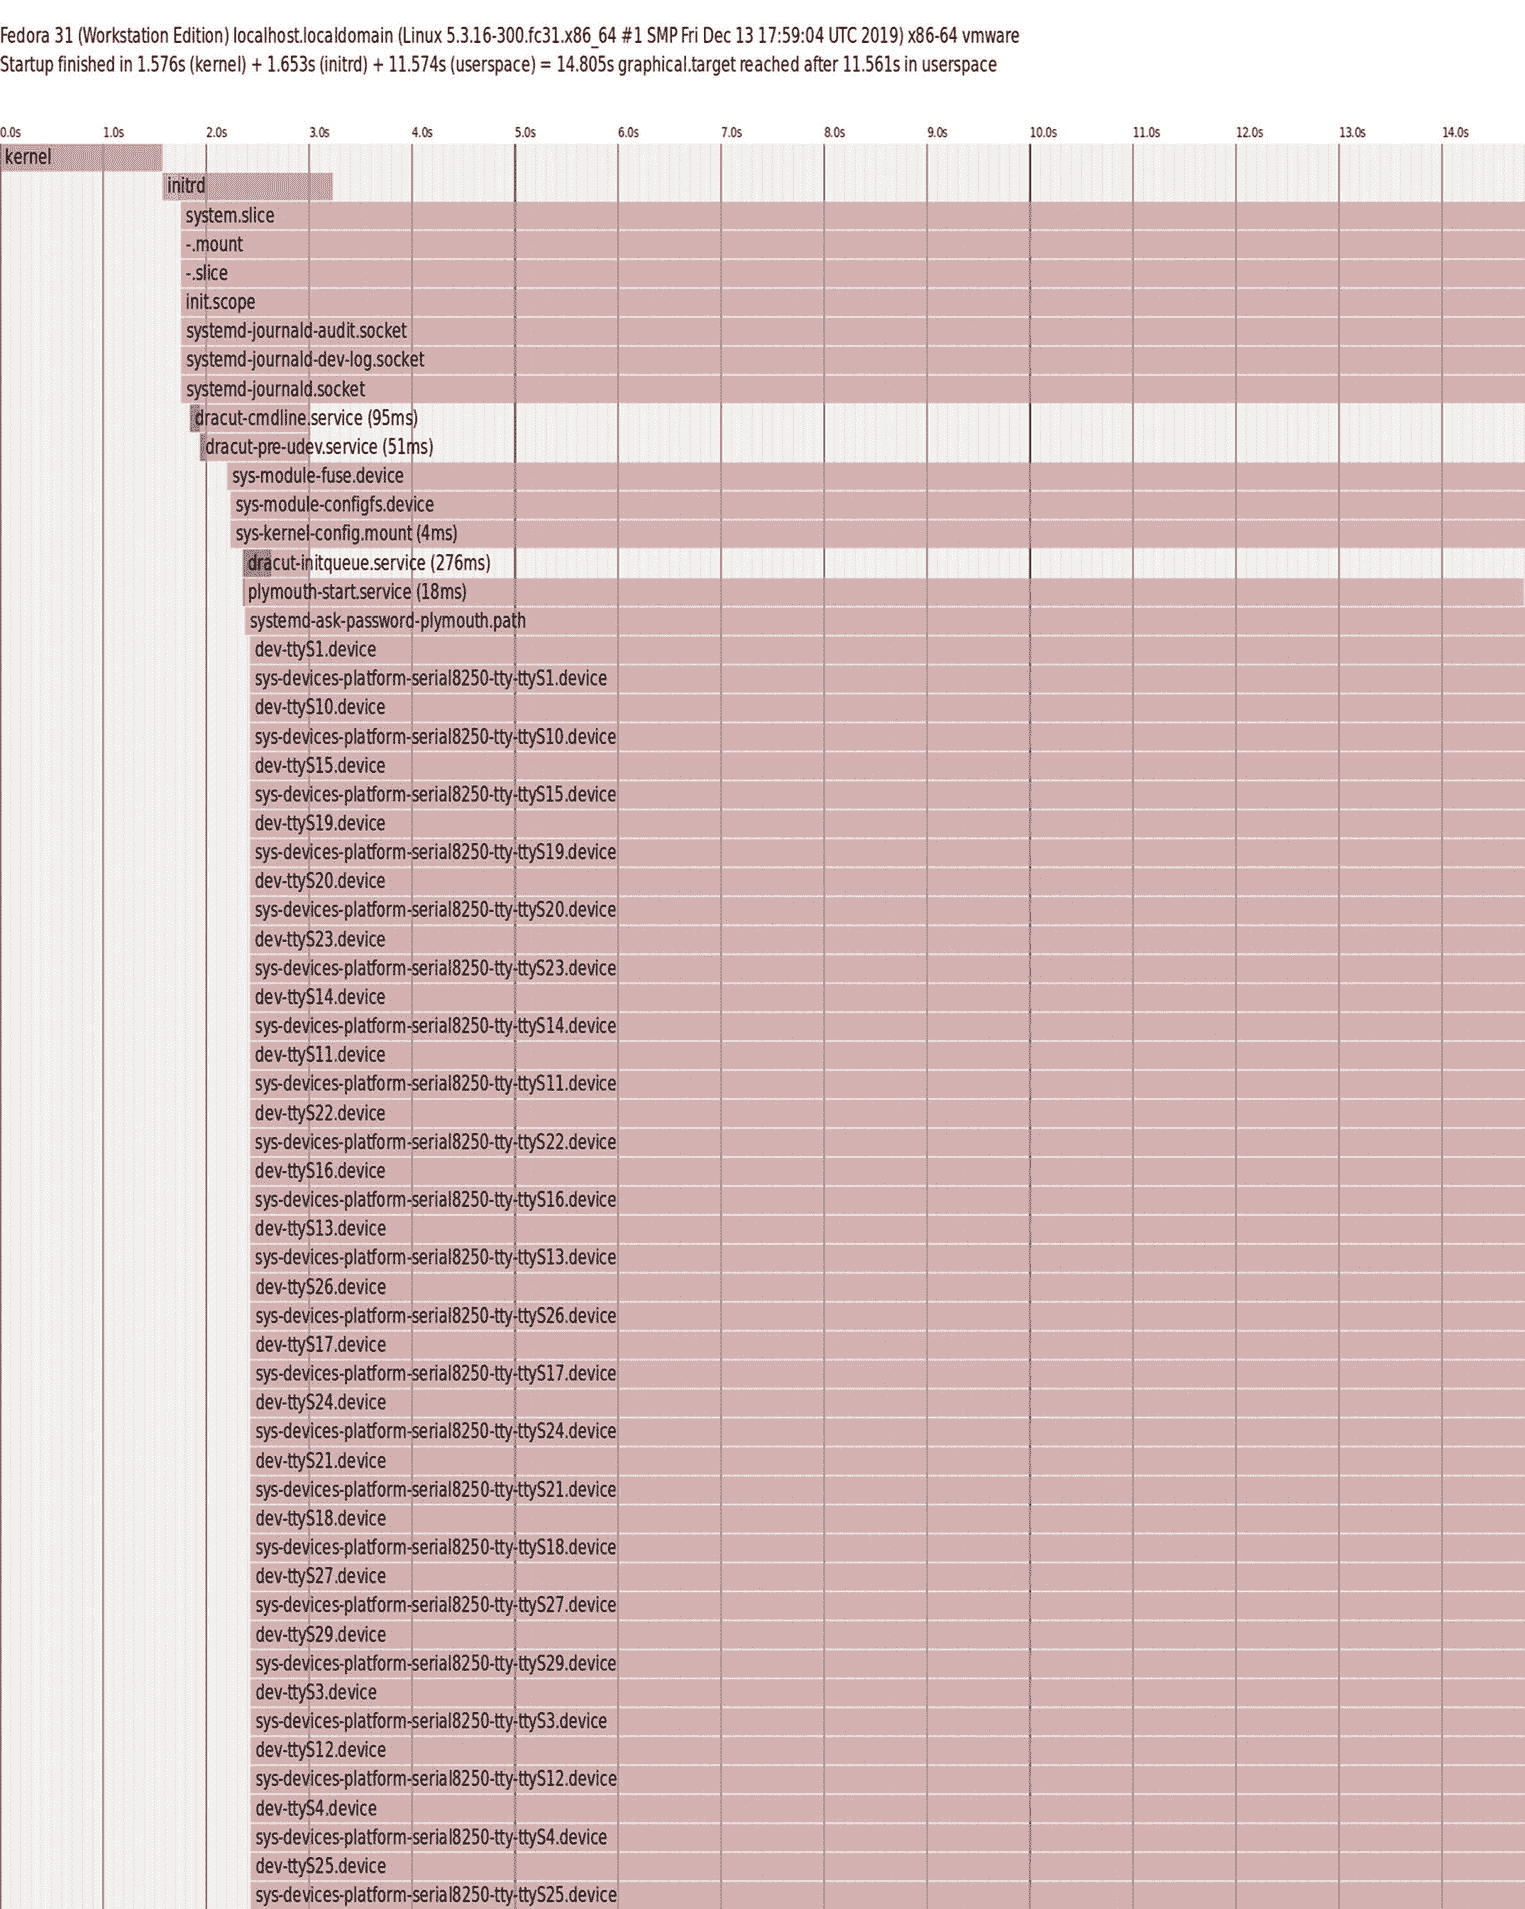 Fedora 31 (Workstation Edition) localhost.localdomain (Linux 5.3.16-300.fc31.x86_64 #1 SMP Fri Dec 13 17:59:04 UTC 2019) x86-64 vmware
Startup finished in 1.576s (kernel) + 1.653s (initrd) + 11.574s (userspace) = 14.805s graphical.target reached after 11.561s in userspace
0.0s 1.0s 2.0s 3.0s 4.0s 5.0s 6.0s 7.0s 8.0s 9.0s 10.0s 11.0s 12.0s 13.0s 14.0s
kernel
initrd
system.slice
-.mount
-.slice
init.scope
systemd-journald-audit.socket
systemd-journald-dev-log.socket
systemd-journald.socket
dracut-cmdline.service (95ms)
dracut-pre-udev.service (51ms)
sys-module-fuse.device
sys-module-configfs.device
sys-kernel-config.mount (4ms)
dracut-initqueue.service (276ms)
plymouth-start.service (18ms)
systemd-ask-password-plymouth.path
dev-ttyS1.device
sys-devices-platform-serial8250-tty-ttyS1.device
dev-ttyS10.device
sys-devices-platform-serial8250-tty-ttyS10.device
dev-ttyS15.device
sys-devices-platform-serial8250-tty-ttyS15.device
dev-ttyS19.device
sys-devices-platform-serial8250-tty-ttyS19.device
dev-ttyS20.device
sys-devices-platform-serial8250-tty-ttyS20.device
dev-ttyS23.device
sys-devices-platform-serial8250-tty-ttyS23.device
dev-ttyS14.device
sys-devices-platform-serial8250-tty-ttyS14.device
dev-ttyS11.device
sys-devices-platform-serial8250-tty-ttyS11.device
dev-ttyS22.device
sys-devices-platform-serial8250-tty-ttyS22.device
dev-ttyS16.device
sys-devices-platform-serial8250-tty-ttyS16.device
dev-ttyS13.device
sys-devices-platform-serial8250-tty-ttyS13.device
dev-ttyS26.device
sys-devices-platform-serial8250-tty-ttyS26.device
dev-ttyS17.device
sys-devices-platform-serial8250-tty-ttyS17.device
dev-ttyS24.device
sys-devices-platform-serial8250-tty-ttyS24.device
dev-ttyS21.device
sys-devices-platform-serial8250-tty-ttyS21.device
dev-ttyS18.device
sys-devices-platform-serial8250-tty-ttyS18.device
dev-ttyS27.device
sys-devices-platform-serial8250-tty-ttyS27.device
dev-ttyS29.device
sys-devices-platform-serial8250-tty-ttyS29.device
dev-ttyS3.device
sys-devices-platform-serial8250-tty-ttyS3.device
dev-ttyS12.device
sys-devices-platform-serial8250-tty-ttyS12.device
dev-ttyS4.device
sys-devices-platform-serial8250-tty-ttyS4.device
dev-ttyS25.device
sys-devices-platform-serial8250-tty-ttyS25.device